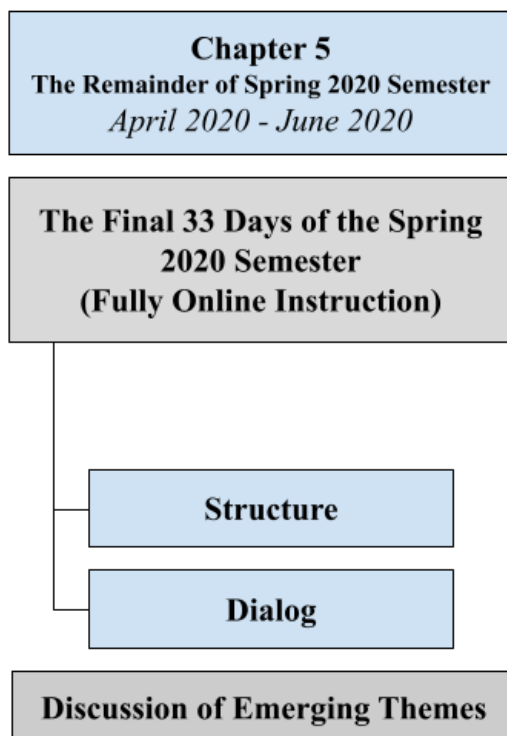 Chapter 5
The Remainder of Spring 2020 Semester
April 2020 - June 2020
The Final 33 Days of the Spring
2020 Semester
(Fully Online Instruction)
Structure
Dialog
Discussion of Emerging Themes